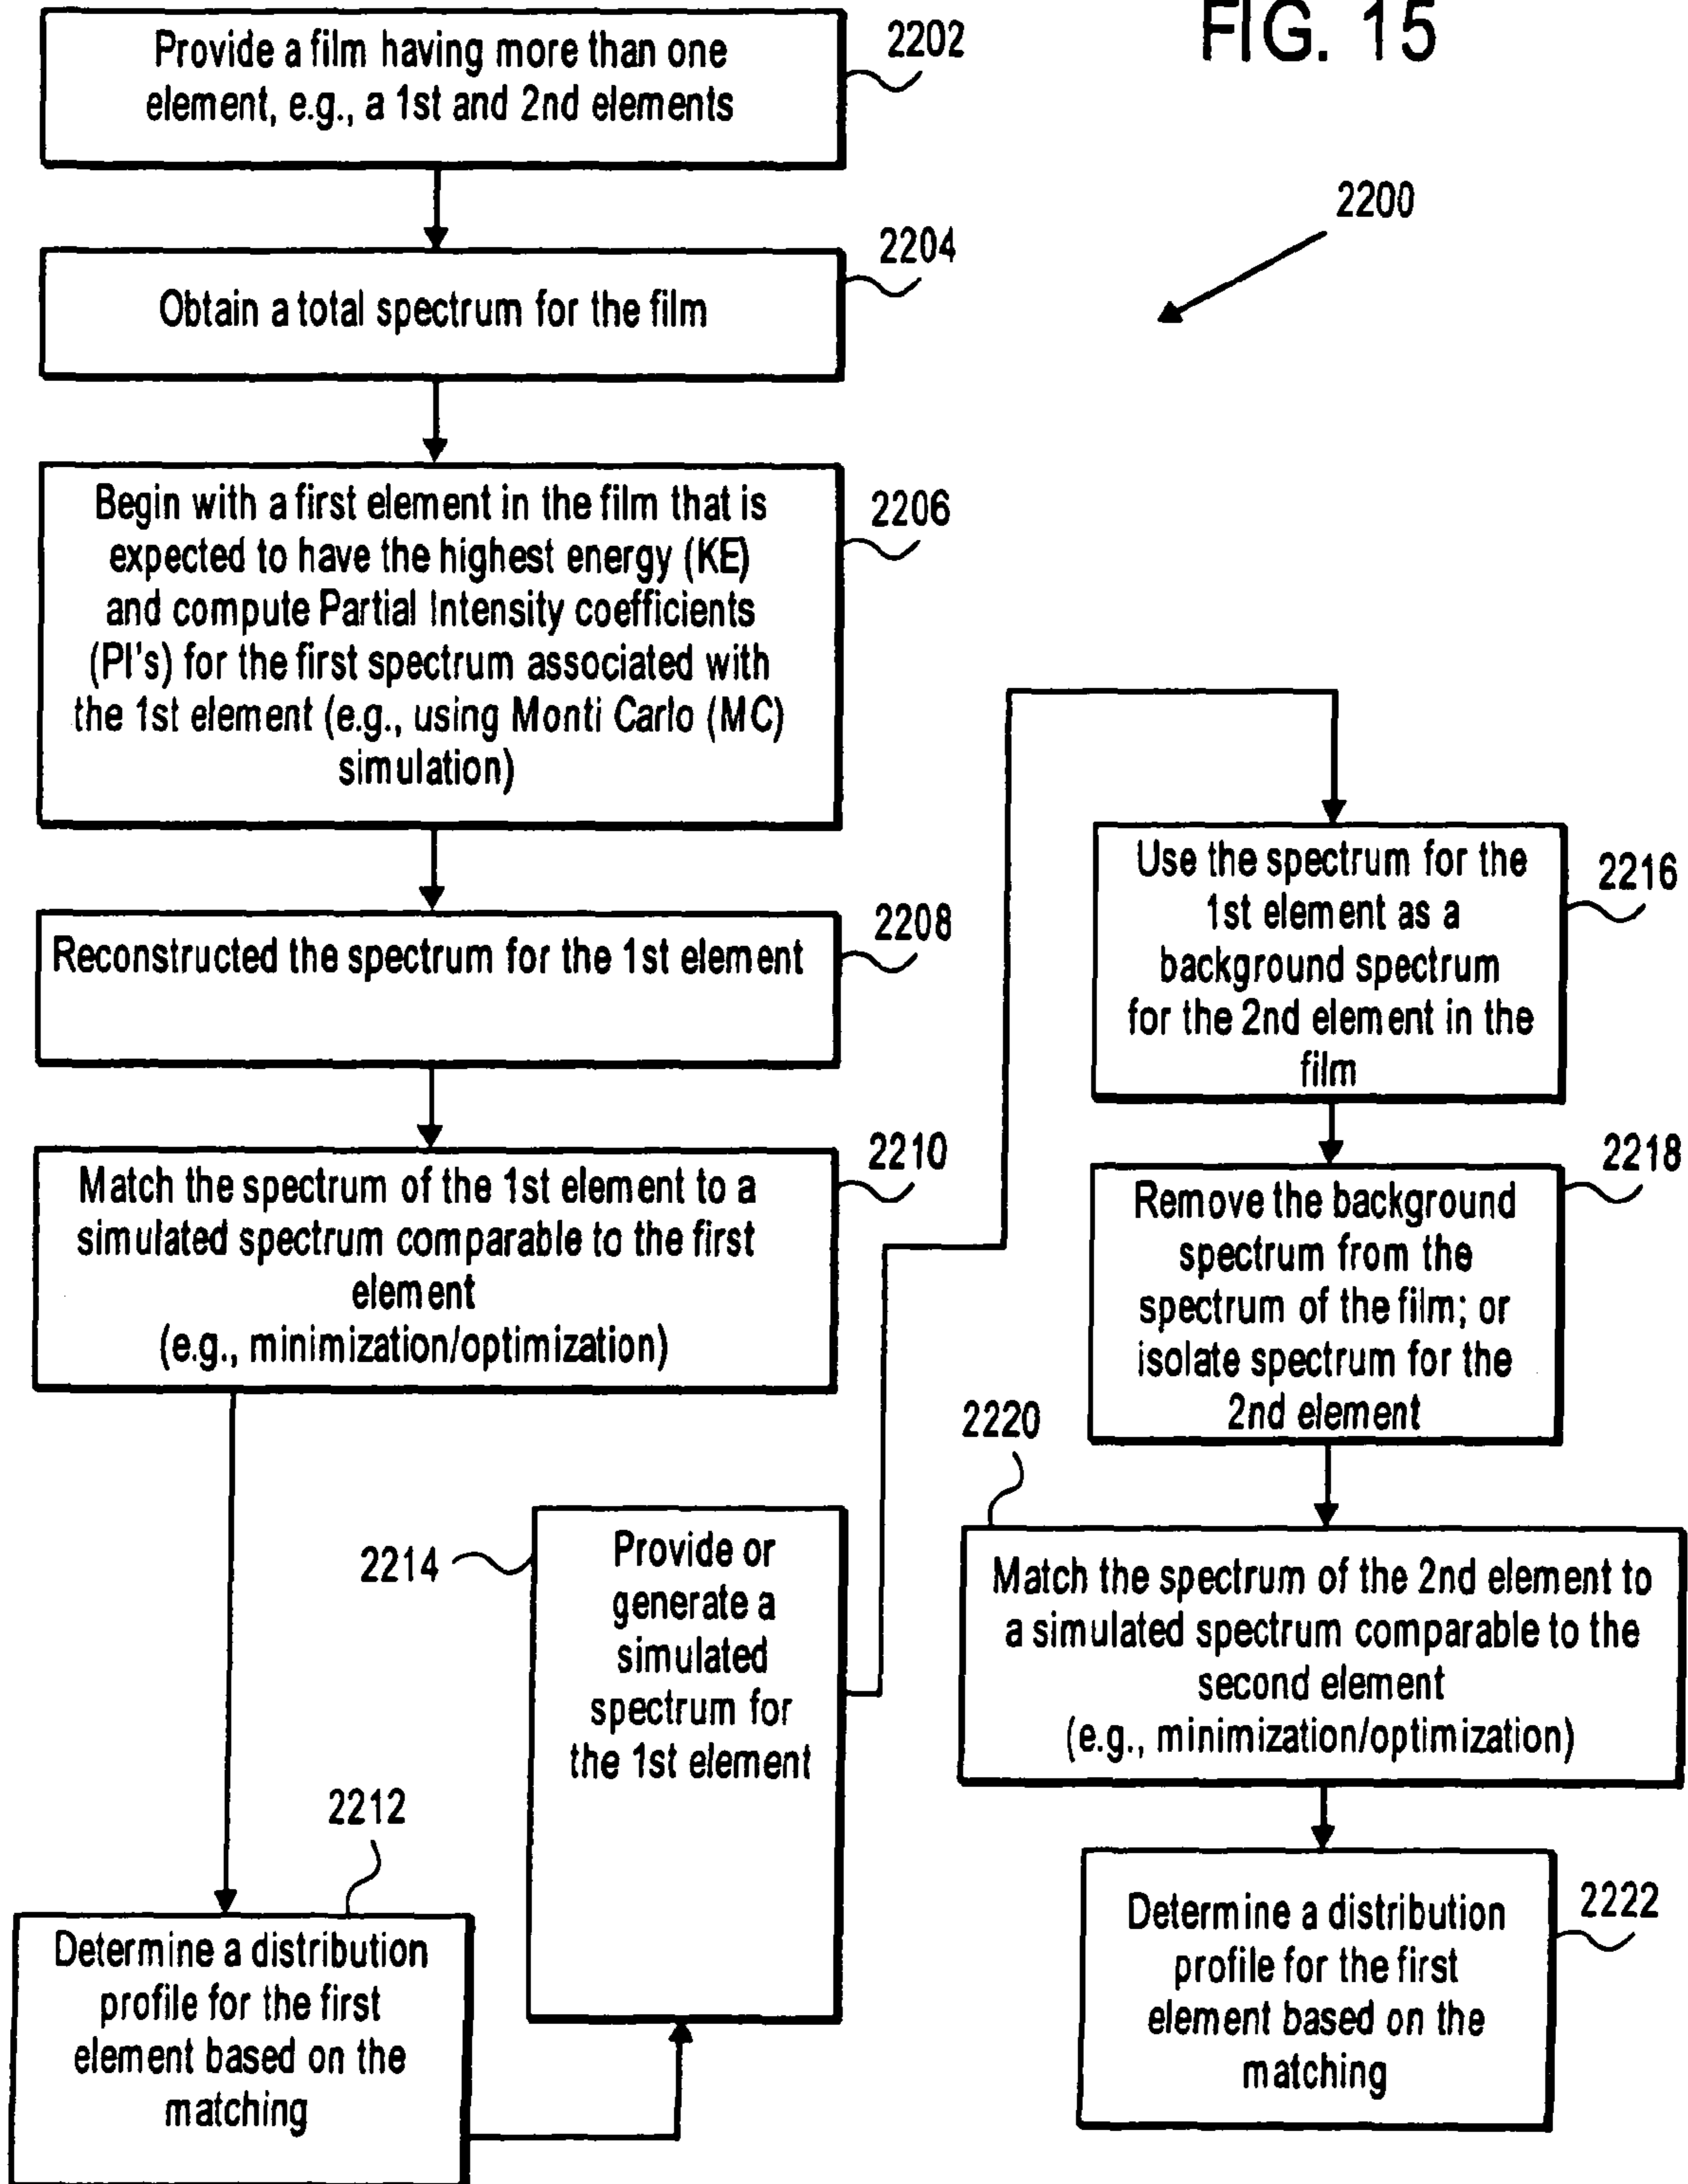 FIG. 15
2200
Provide a film having more than one
element, e.g., a 1st and 2nd elements
2202
Obtain a total spectrum for the film
2204
Begin with a first element in the film that is
expected to have the highest energy (KE)
and compute Partial Intensity coefficients
(PI's) for the first spectrum associated with
the 1st element (e.g., using Monti Carlo (MC)
simulation)
2206
Reconstructed the spectrum for the 1st element
2208
Match the spectrum of the 1st element to a
simulated spectrum comparable to the first
element
(e.g., minimization/optimization)
2210
2212
Determine a distribution
profile for the first
element based on the
matching
2214
Provide or
generate a
simulated
spectrum for
the 1st element
Use the spectrum for the
1st element as a
background spectrum
for the 2nd element in the
film
2216
Remove the background
spectrum from the
spectrum of the film; or
isolate spectrum for the
2nd element
2218
2220
Match the spectrum of the 2nd element to
a simulated spectrum comparable to the
second element
(e.g., minimization/optimization)
Determine a distribution
profile for the first
element based on the
matching
2222